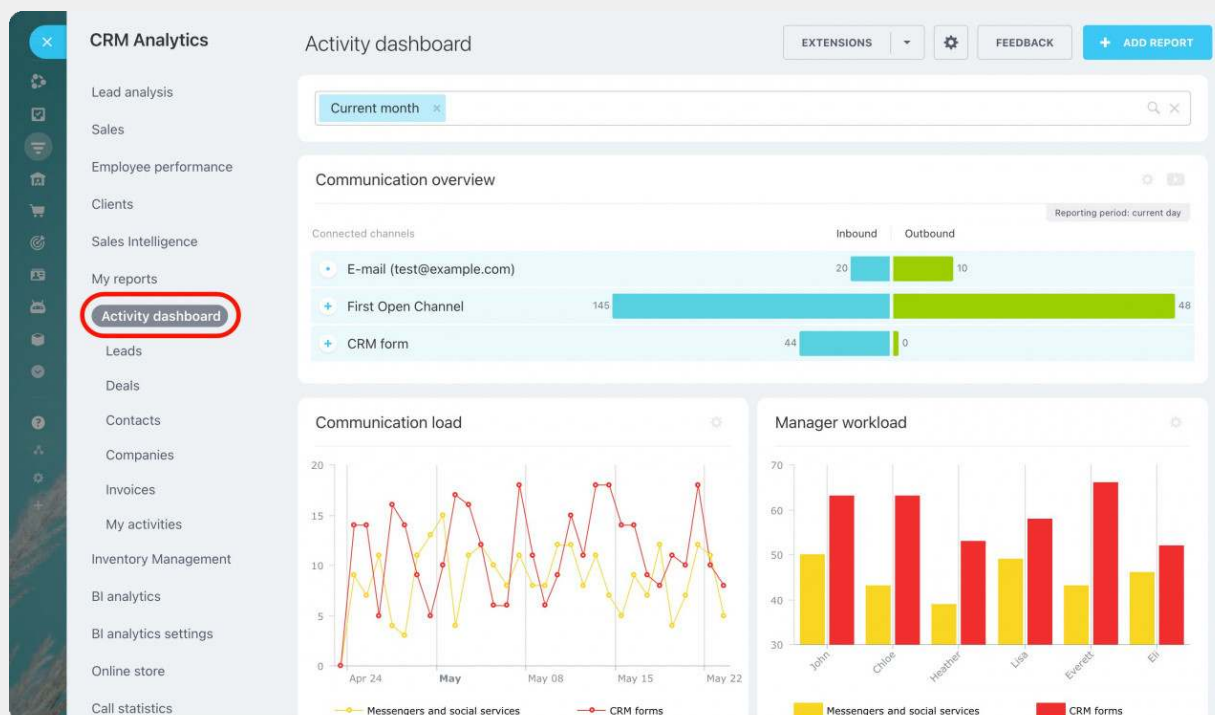 CRM Analytics
Lead analysis
Sales
Employee performance
Clients
Sales Intelligence
My reports
Activity dashboard
Leads
Deals
Contacts
Companies
Invoices
My activities
Inventory Management
BI analytics
BI analytics settings
Online store
Call statistics
Activity dashboard
EXTENSIONS
FEEDBACK
+ ADD REPORT
Current month ×
Communication overview
Reporting period: current day
Connected channels Inbound Outbound
E-mail (test@example.com) 20 10
First Open Channel 145 48
CRM form 44 0
Communication load
20
15
10
5
0
Apr 24 May May 08 May 15 May 22
Messengers and social services CRM forms
Manager workload
70
60
50
40
30
John Chloe Heather Lisa Everett Eli
Messengers and social services CRM forms